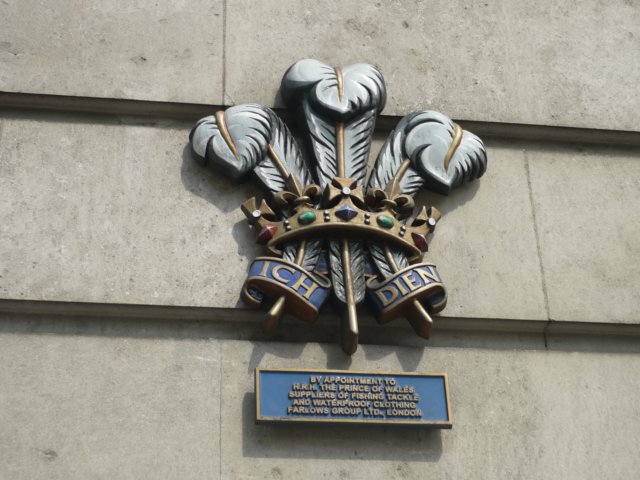 ICH DIEN
BY APPOINTMENT TO
H.R.H. THE PRINCE OF WALES
SUPPLIERS OF FISHING TACKLE
AND WATERPROOF CLOTHING
FARLOWS GROUP LTD., LONDON